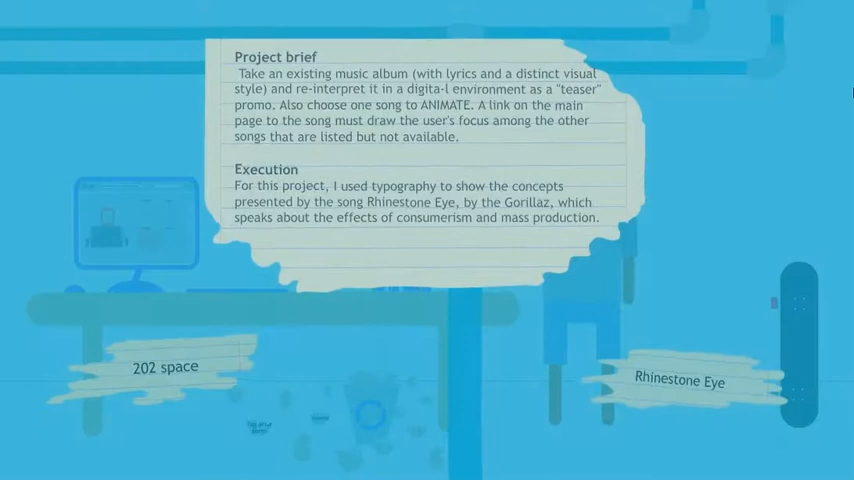 Project brief
Take an existing music album (with lyrics and a distinct visual
style) and re-interpret it in a digita-l environment as a "teaser"
promo. Also choose one song to ANIMATE. A link on the main
page to the song must draw the user's focus among the other
songs that are listed but not available.
Execution
For this project, I used typography to show the concepts
presented by the song Rhinestone Eye, by the Gorillaz, which
speaks about the effects of consumerism and mass production.
202 space
Rhinestone Eye